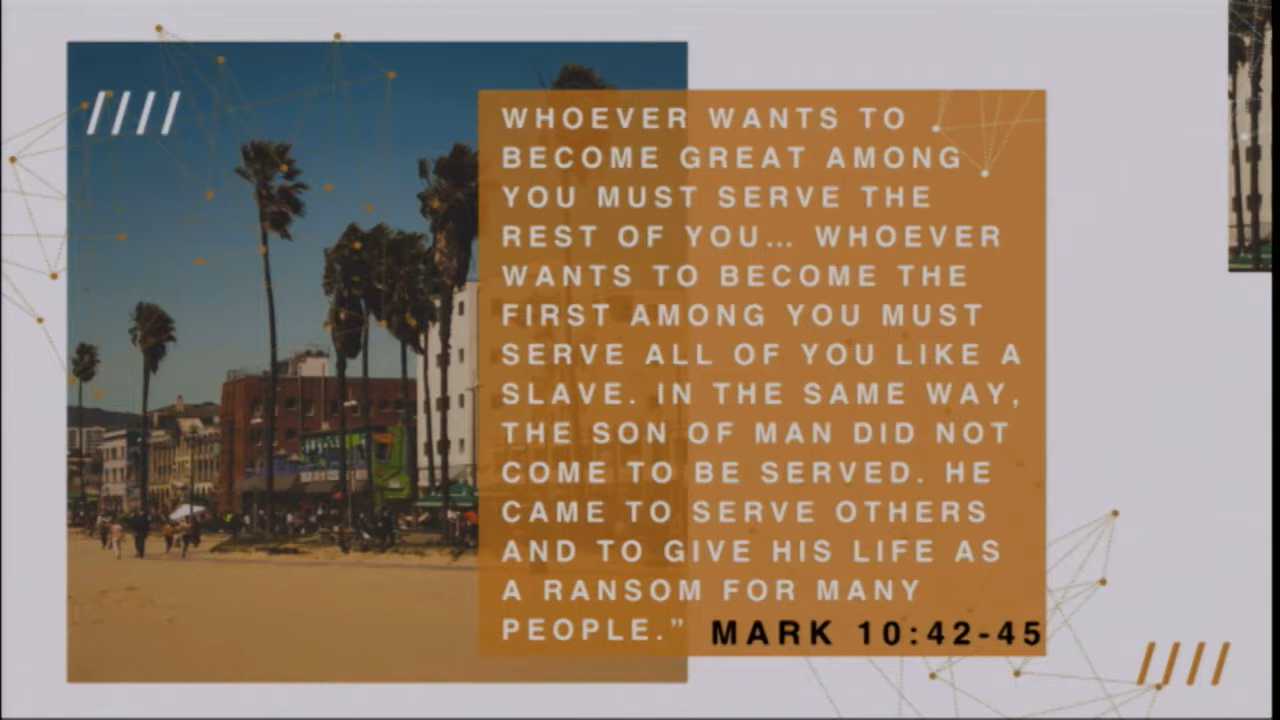 WHOEVER WANTS TO
BECOME GREAT AMONG
YOU MUST SERVE THE
REST OF YOU... WHOEVER
WANTS TO BECOME THE
FIRST AMONG YOU MUST
SERVE ALL OF YOU LIKE A
SLAVE. IN THE SAME WAY,
THE SON OF MAN DID NOT
COME TO BE SERVED. HE
CAME TO SERVE OTHERS
AND TO GIVE HIS LIFE AS
A RANSOM FOR MANY
PEOPLE.” MARK 10:42-45